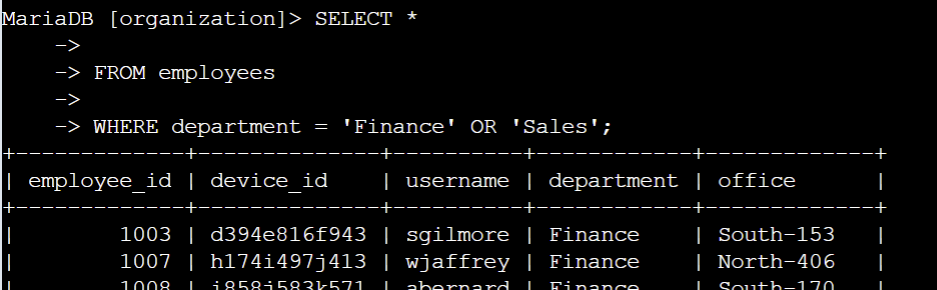 MariaDB [organization]> SELECT *
    ->
    -> FROM employees
    ->
    -> WHERE department = 'Finance' OR 'Sales';
+-------------+--------------+----------+------------+-------------+
| employee_id | device_id    | username | department | office      |
+-------------+--------------+----------+------------+-------------+
|        1003 | d394e816f943 | sgilmore | Finance    | South-153   |
|        1007 | h174i497j413 | wjaffrey | Finance    | North-406   |
|        1008 | i858j583k571 | abernard | Finance    | South-170   |